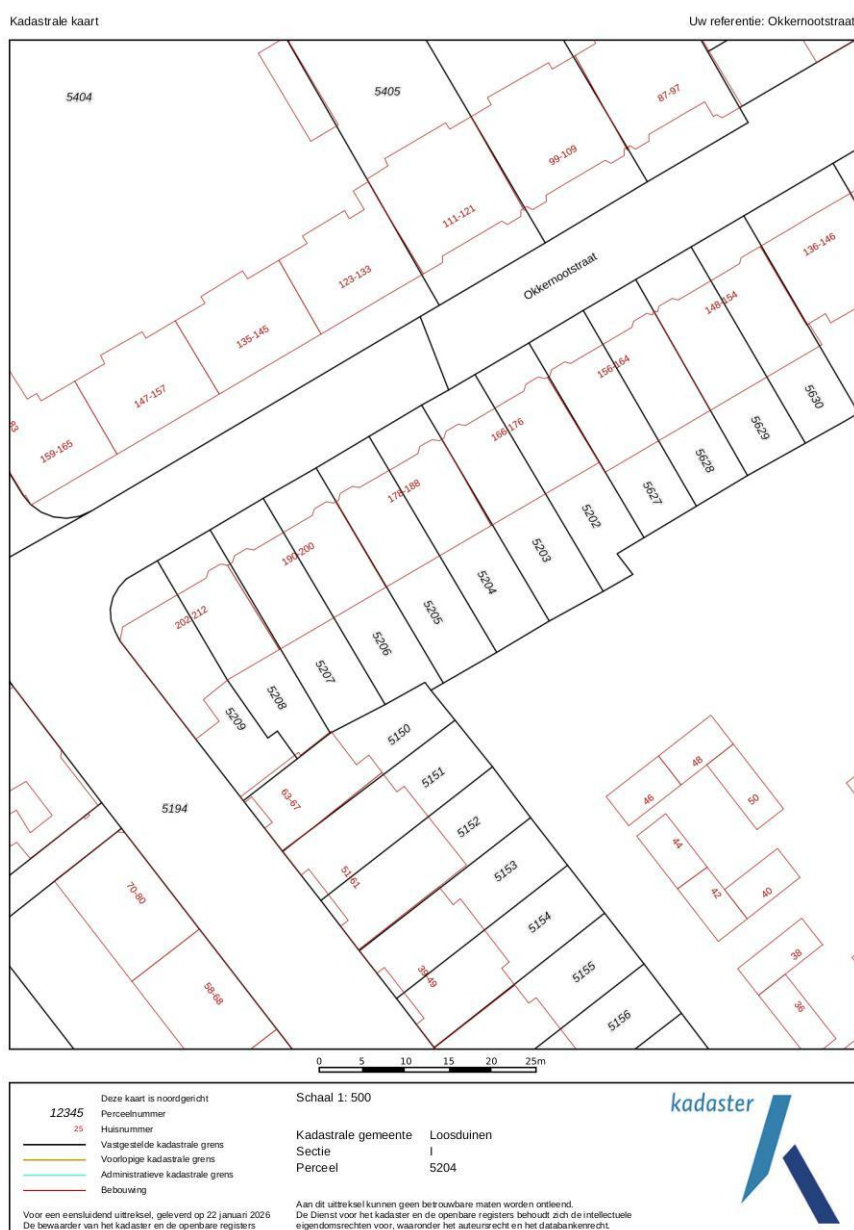 Kadastrale kaart
Uw referentie: Okkernootstraat
5404
5405
87-97
99-109
111-121
123-133
135-145
147-157
159-165
83
Okkernootstraat
136-146
148-154
156-164
166-176
178-188
190-200
202-212
5630
5629
5628
5627
5202
5203
5204
5205
5206
5207
5208
5209
5150
5151
5152
5153
5154
5155
5156
63-67
51-61
39-49
5194
70-80
58-68
48
46
50
44
42
40
38
36
0 5 10 15 20 25m
Deze kaart is noordgericht
12345 Perceelnummer
25 Huisnummer
Vastgestelde kadastrale grens
Voorlopige kadastrale grens
Administratieve kadastrale grens
Bebouwing
Voor een eensluidend uittreksel, geleverd op 22 januari 2026
De bewaarder van het kadaster en de openbare registers
Schaal 1: 500
Kadastrale gemeente Loosduinen
Sectie I
Perceel 5204
Aan dit uittreksel kunnen geen betrouwbare maten worden ontleend.
De Dienst voor het kadaster en de openbare registers behoudt zich de intellectuele
eigendomsrechten voor, waaronder het auteursrecht en het databankenrecht.
kadaster